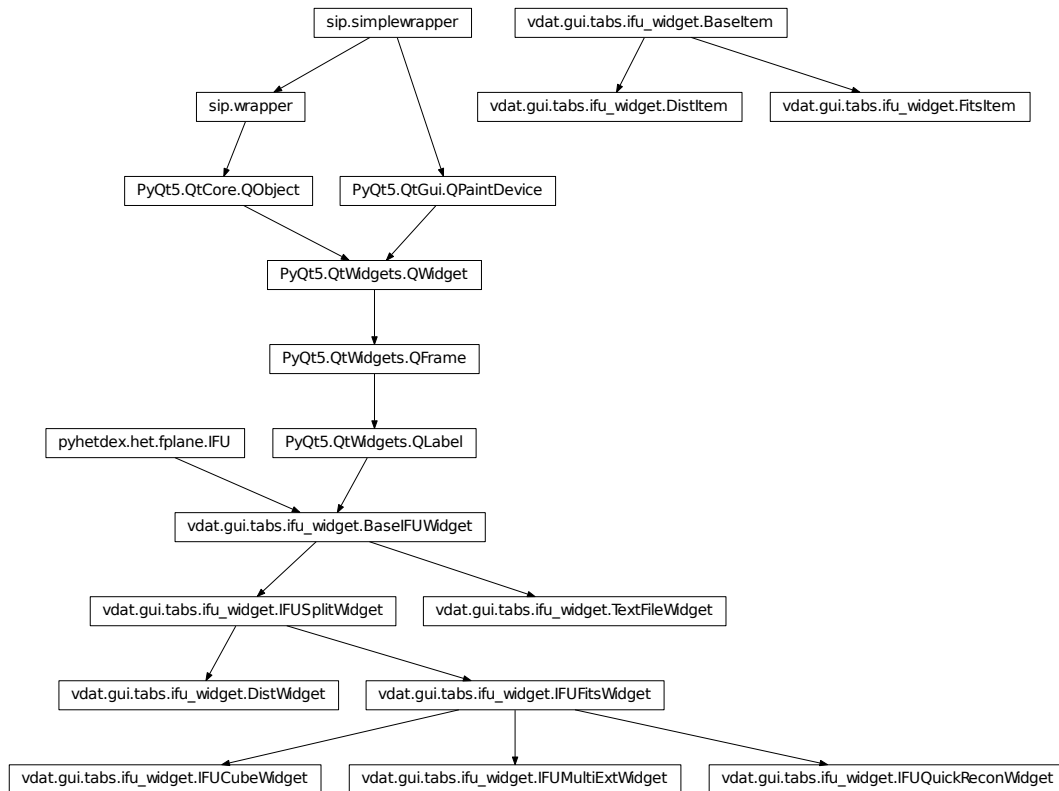 sip.simplewrapper
vdat.gui.tabs.ifu_widget.BaseItem
sip.wrapper
vdat.gui.tabs.ifu_widget.DistItem
vdat.gui.tabs.ifu_widget.FitsItem
PyQt5.QtCore.QObject
PyQt5.QtGui.QPaintDevice
PyQt5.QtWidgets.QWidget
PyQt5.QtWidgets.QFrame
pyhetdex.het.fplane.IFU
PyQt5.QtWidgets.QLabel
vdat.gui.tabs.ifu_widget.BaseIFUWidget
vdat.gui.tabs.ifu_widget.IFUSplitWidget
vdat.gui.tabs.ifu_widget.TextFileWidget
vdat.gui.tabs.ifu_widget.DistWidget
vdat.gui.tabs.ifu_widget.IFUFitsWidget
vdat.gui.tabs.ifu_widget.IFUCubeWidget
vdat.gui.tabs.ifu_widget.IFUMultiExtWidget
vdat.gui.tabs.ifu_widget.IFUQuickReconWidget